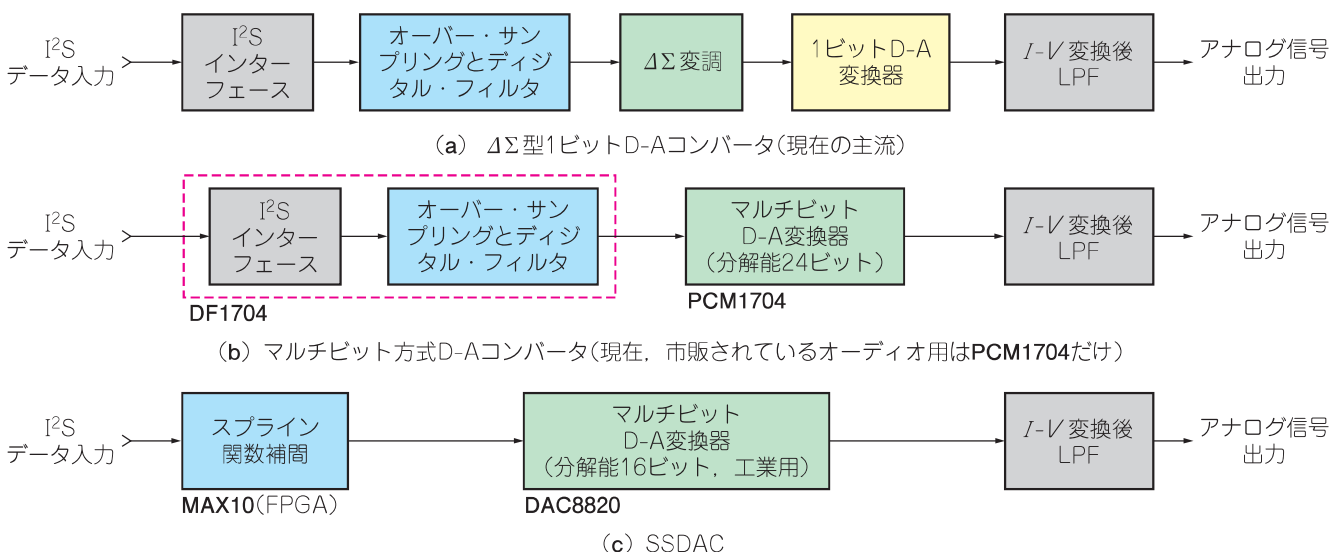 I²S
データ入力
I²S
インター
フェース
オーバー・サン
プリングとディジ
タル・フィルタ
ΔΣ変調
1ビットD-A
変換器
I-V変換後
LPF
アナログ信号
出力
(a) ΔΣ型1ビットD-Aコンバータ(現在の主流)
I²S
データ入力
I²S
インター
フェース
オーバー・サン
プリングとディジ
タル・フィルタ
DF1704
マルチビット
D-A変換器
(分解能24ビット)
PCM1704
I-V変換後
LPF
アナログ信号
出力
(b) マルチビット方式D-Aコンバータ(現在，市販されているオーディオ用はPCM1704だけ)
I²S
データ入力
スプライン
関数補間
MAX10(FPGA)
マルチビット
D-A変換器
(分解能16ビット，工業用)
DAC8820
I-V変換後
LPF
アナログ信号
出力
(c) SSDAC